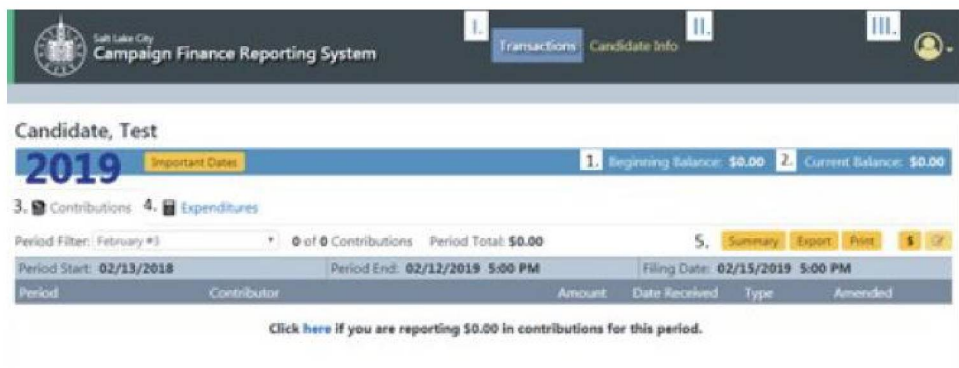 I. II. III.
Salt Lake City
Campaign Finance Reporting System
Transactions Candidate Info
Candidate, Test
2019 Important Dates 1. Beginning Balance: $0.00 2. Current Balance: $0.00
3. Contributions 4. Expenditures
Period Filter: February #3 0 of 0 Contributions Period Total: $0.00 5. Summary Export Print $
Period Start: 02/13/2018 Period End: 02/12/2019 5:00 PM Filing Date: 02/15/2019 5:00 PM
Period Contributor Amount Date Received Type Amended
Click here if you are reporting $0.00 in contributions for this period.